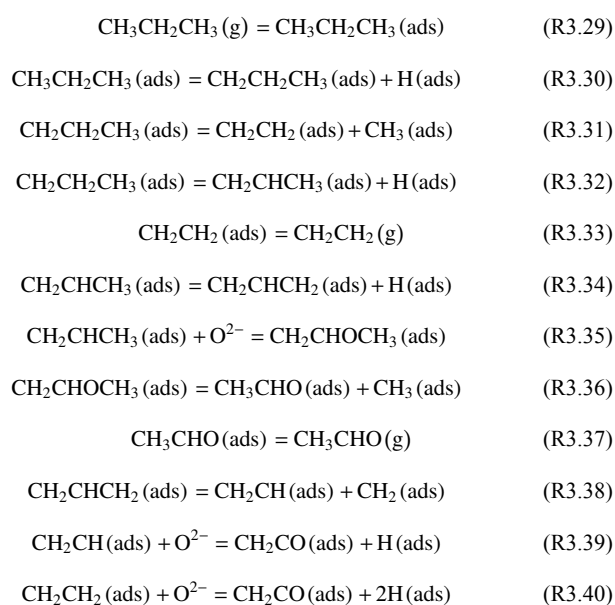 CH₃CH₂CH₃(g) = CH₃CH₂CH₃(ads) (R3.29)
CH₃CH₂CH₃(ads) = CH₂CH₂CH₃(ads) + H(ads) (R3.30)
CH₂CH₂CH₃(ads) = CH₂CH₂(ads) + CH₃(ads) (R3.31)
CH₂CH₂CH₃(ads) = CH₂CHCH₃(ads) + H(ads) (R3.32)
CH₂CH₂(ads) = CH₂CH₂(g) (R3.33)
CH₂CHCH₃(ads) = CH₂CHCH₂(ads) + H(ads) (R3.34)
CH₂CHCH₃(ads) + O²⁻ = CH₂CHOCH₃(ads) (R3.35)
CH₂CHOCH₃(ads) = CH₃CHO(ads) + CH₃(ads) (R3.36)
CH₃CHO(ads) = CH₃CHO(g) (R3.37)
CH₂CHCH₂(ads) = CH₂CH(ads) + CH₂(ads) (R3.38)
CH₂CH(ads) + O²⁻ = CH₂CO(ads) + H(ads) (R3.39)
CH₂CH₂(ads) + O²⁻ = CH₂CO(ads) + 2H(ads) (R3.40)